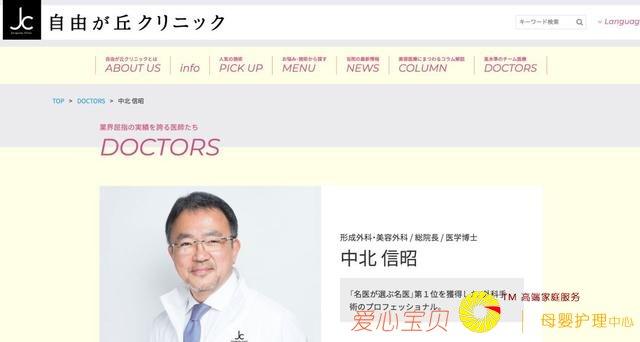 Jc
自由が丘クリニック
キーワード検索
Languag
自由が丘クリニックとは
ABOUT US
info
人気の施術
PICK UP
お悩み・施術から探す
MENU
当院の最新情報
NEWS
美容医療にまつわるコラム解説
COLUMN
高水準のチーム医療
DOCTORS
TOP > DOCTORS > 中北 信昭
業界屈指の実績を誇る医師たち
DOCTORS
形成外科・美容外科 / 総院長 / 医学博士
中北 信昭
「名医が選ぶ名医」第１位を獲得した外科手
術のプロフェッショナル。
Jc
TM 高端家庭服务
爱心宝贝
母婴护理中心